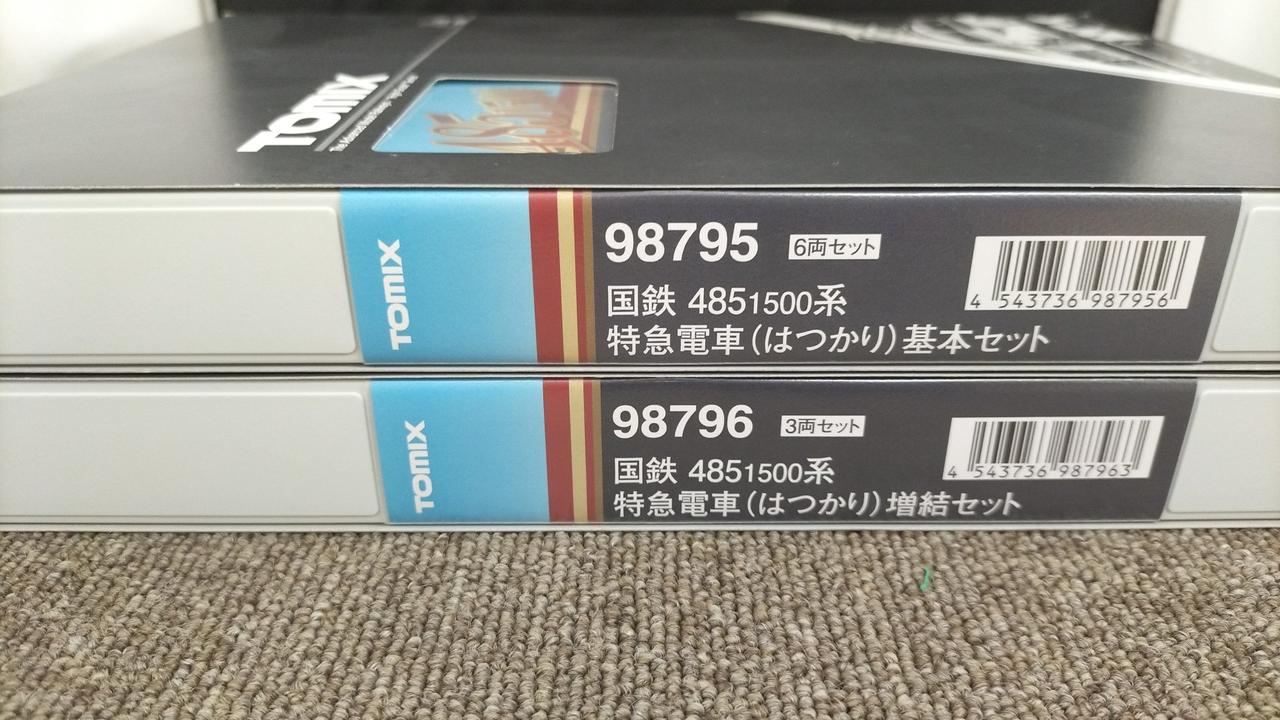 TOMIX
485
TOMIX
98795 6両セット
国鉄 4851500系
特急電車(はつかり)基本セット
4 543736 987956
TOMIX
98796 3両セット
国鉄 4851500系
特急電車(はつかり)増結セット
4 543736 987963